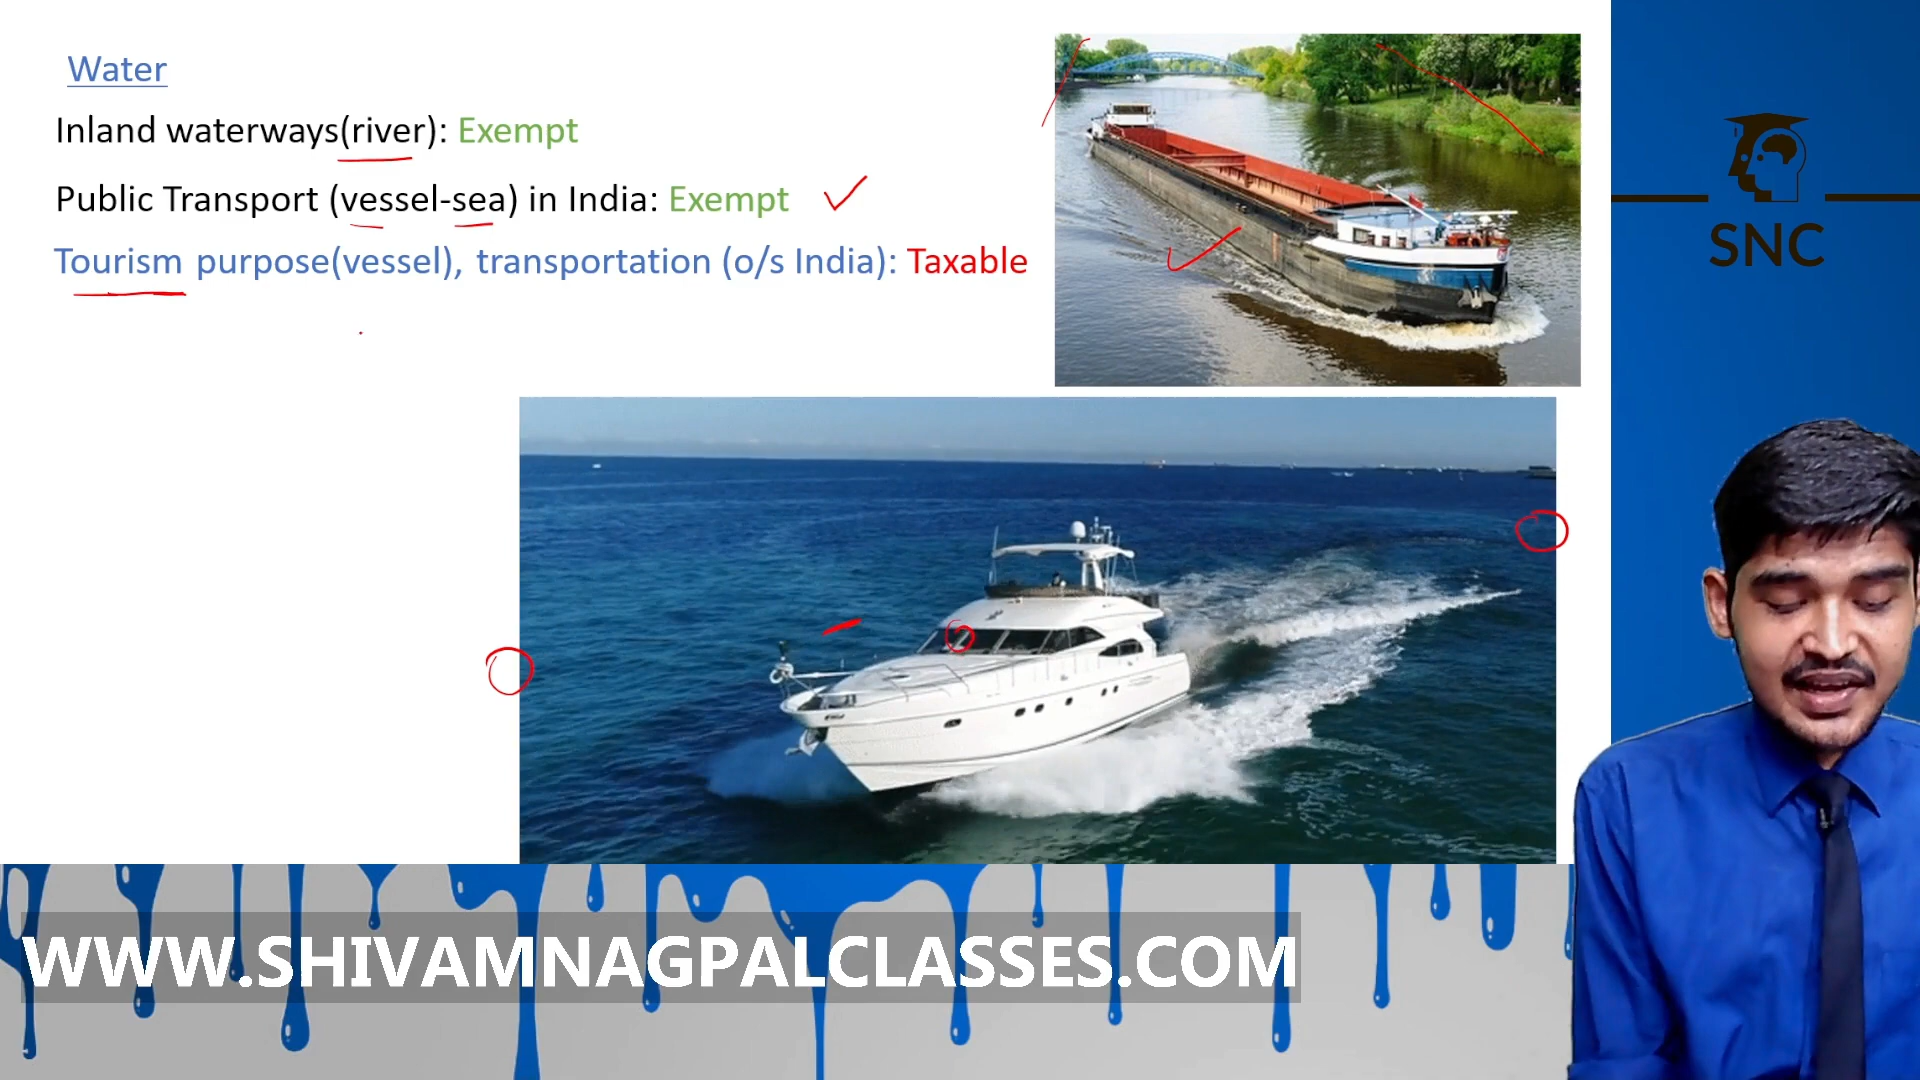 Water
Inland waterways(river): Exempt
Public Transport (vessel-sea) in India: Exempt
Tourism purpose(vessel), transportation (o/s India): Taxable
SNC
WWW.SHIVAMNAGPALCLASSES.COM